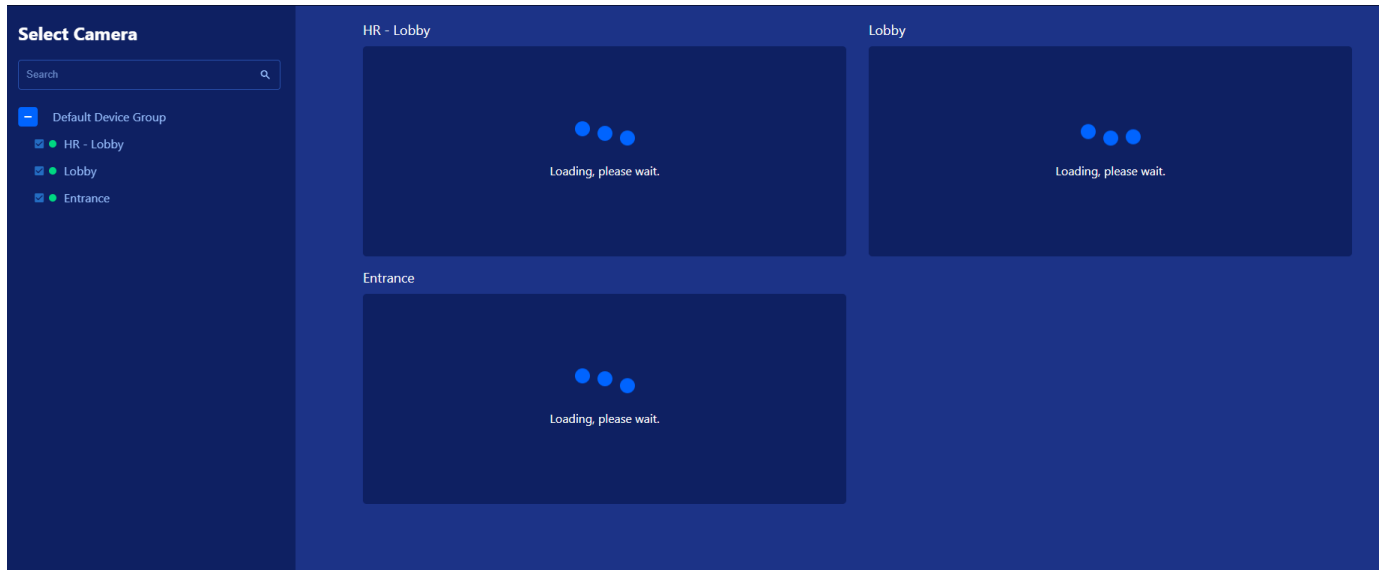 Select Camera
Search
Default Device Group
HR - Lobby
Lobby
Entrance
HR - Lobby
Loading, please wait.
Lobby
Loading, please wait.
Entrance
Loading, please wait.